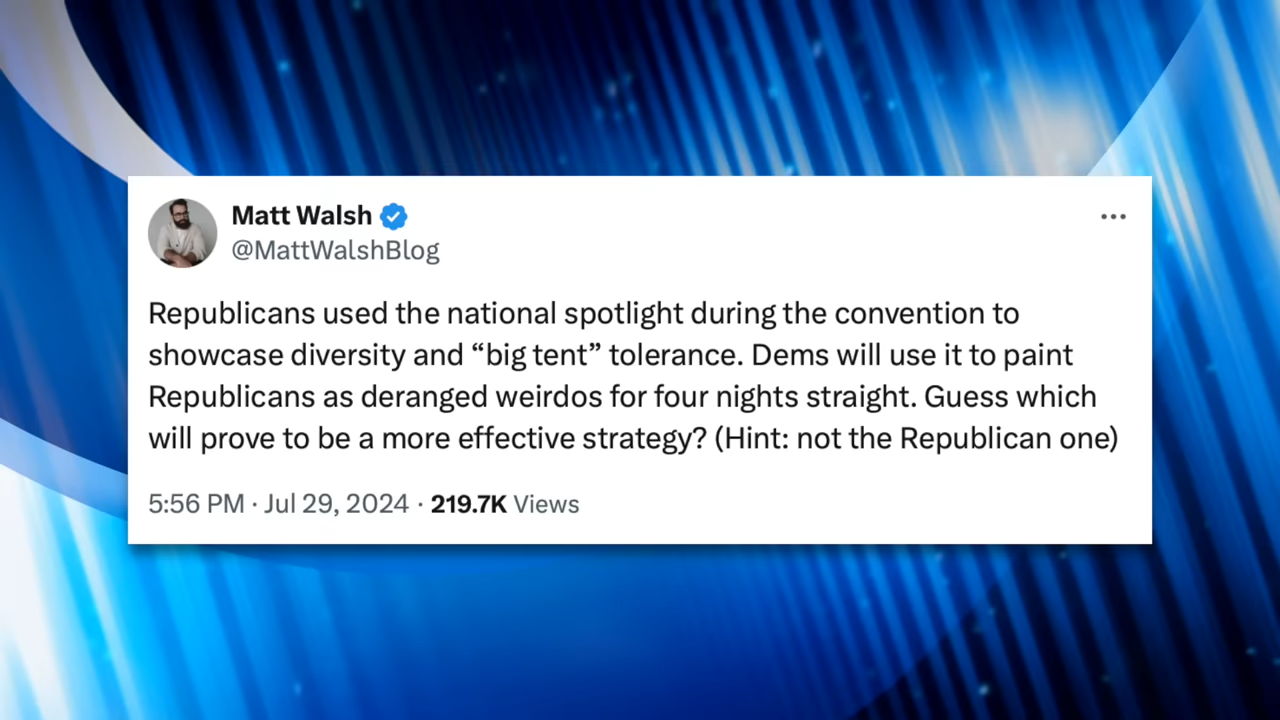 Matt Walsh
@MattWalshBlog
Republicans used the national spotlight during the convention to
showcase diversity and “big tent” tolerance. Dems will use it to paint
Republicans as deranged weirdos for four nights straight. Guess which
will prove to be a more effective strategy? (Hint: not the Republican one)
5:56 PM · Jul 29, 2024 · 219.7K Views